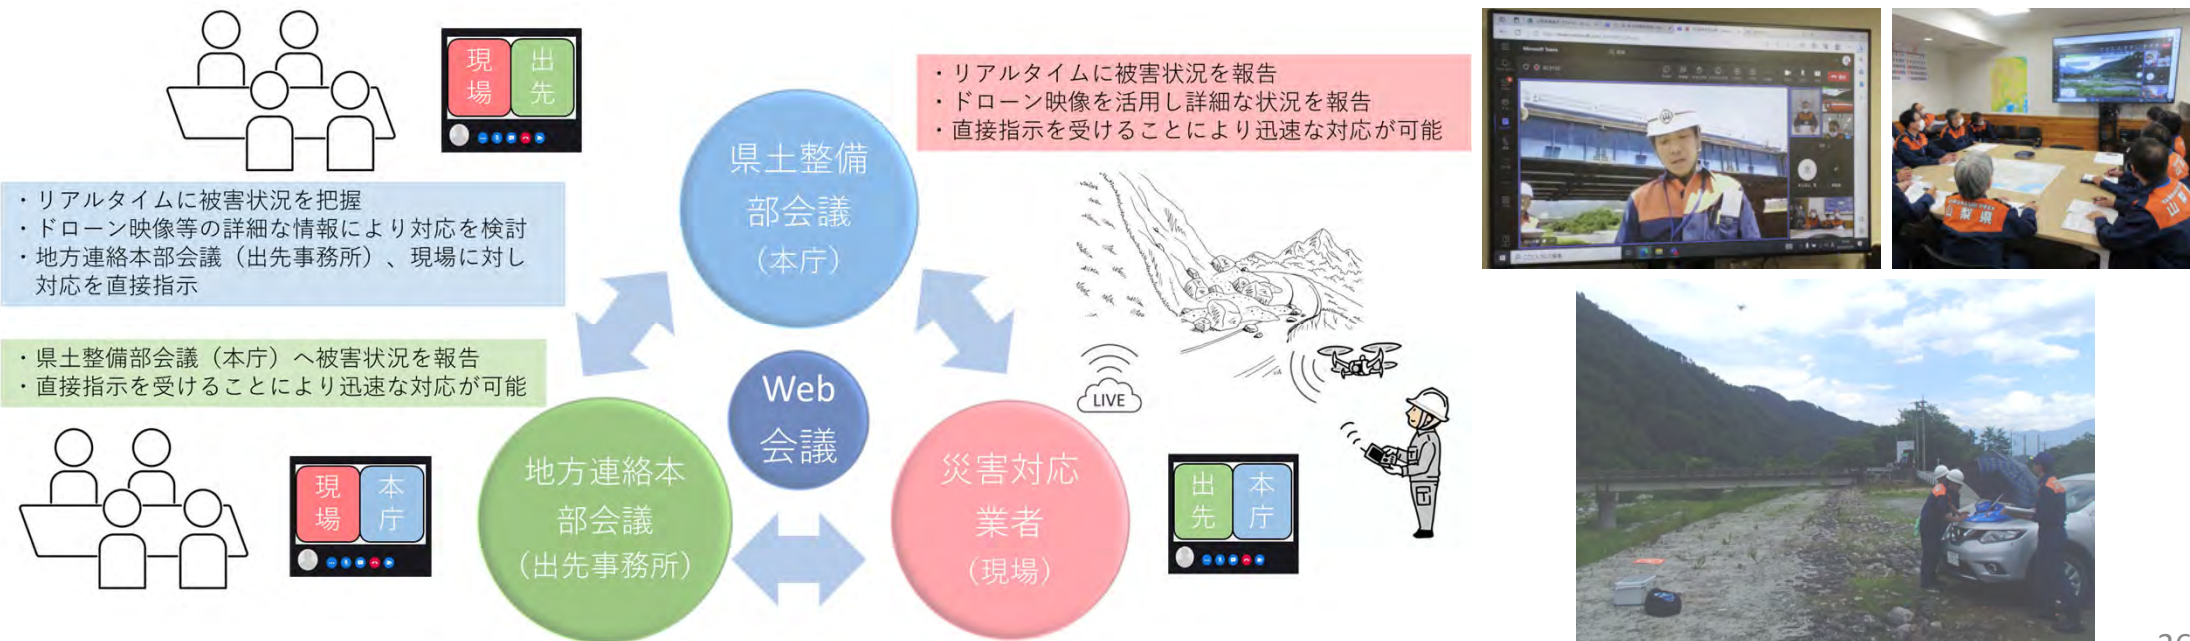 現場
出先
・リアルタイムに被害状況を把握
・ドローン映像等の詳細な情報により対応を検討
・地方連絡本部会議（出先事務所）、現場に対し
対応を直接指示
県土整備
部会議
（本庁）
・リアルタイムに被害状況を報告
・ドローン映像を活用し詳細な状況を報告
・直接指示を受けることにより迅速な対応が可能
・県土整備部会議（本庁）へ被害状況を報告
・直接指示を受けることにより迅速な対応が可能
Web
会議
LIVE
現場
本庁
地方連絡本
部会議
（出先事務所）
災害対応
業者
（現場）
出先
本庁
Microsoft Teams
山梨県
山